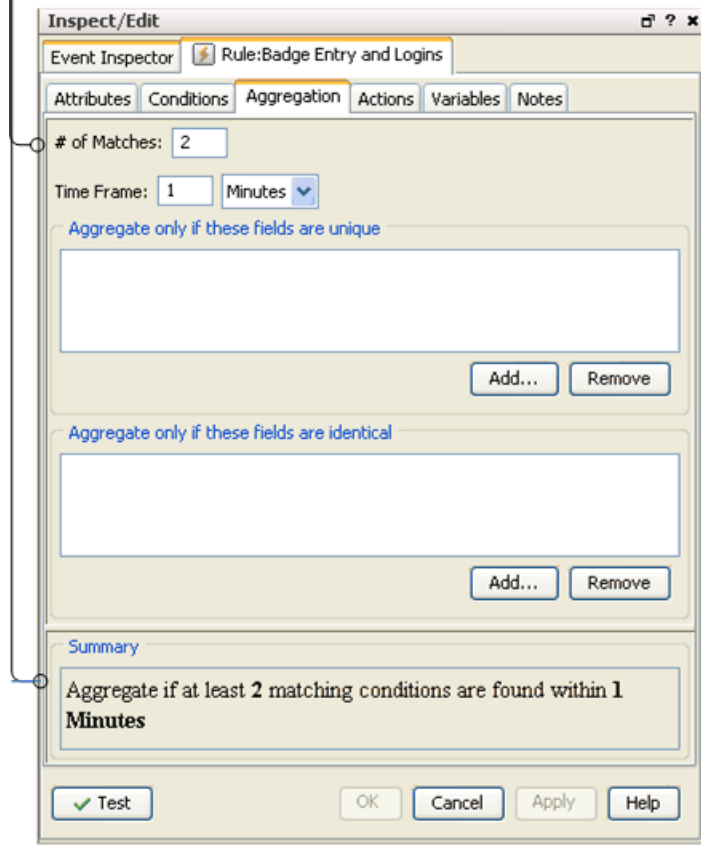 Inspect/Edit
Event Inspector Rule:Badge Entry and Logins
Attributes Conditions Aggregation Actions Variables Notes
# of Matches: 2
Time Frame: 1 Minutes
Aggregate only if these fields are unique
Add... Remove
Aggregate only if these fields are identical
Add... Remove
Summary
Aggregate if at least 2 matching conditions are found within 1
Minutes
Test OK Cancel Apply Help